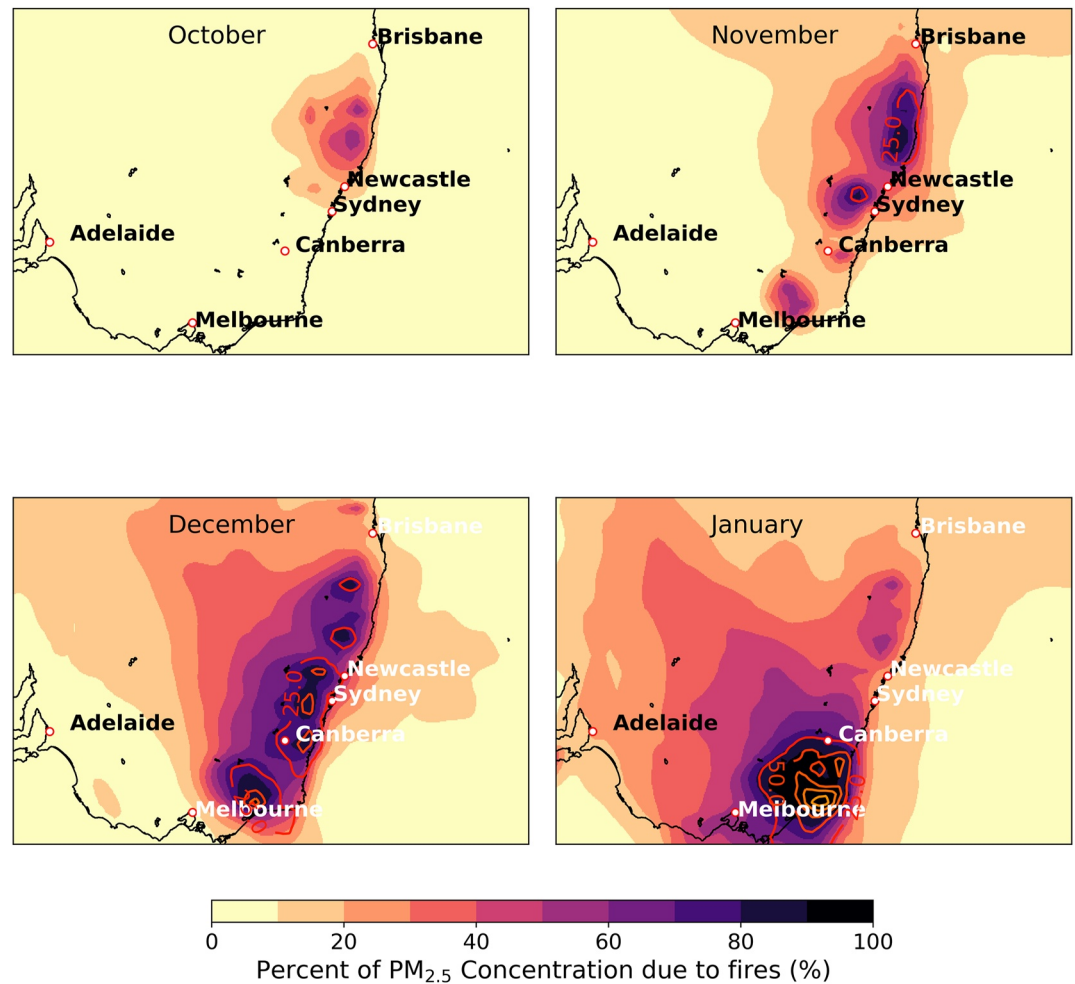 October
Brisbane
Newcastle
Sydney
Adelaide
Canberra
Melbourne
November
Brisbane
25.0
Newcastle
Sydney
Adelaide
Canberra
Melbourne
December
Brisbane
Newcastle
25.0
Sydney
Adelaide
Canberra
Melbourne
January
Brisbane
Newcastle
Sydney
Adelaide
Canberra
Melbourne
0 20 40 60 80 100
Percent of PM2.5 Concentration due to fires (%)